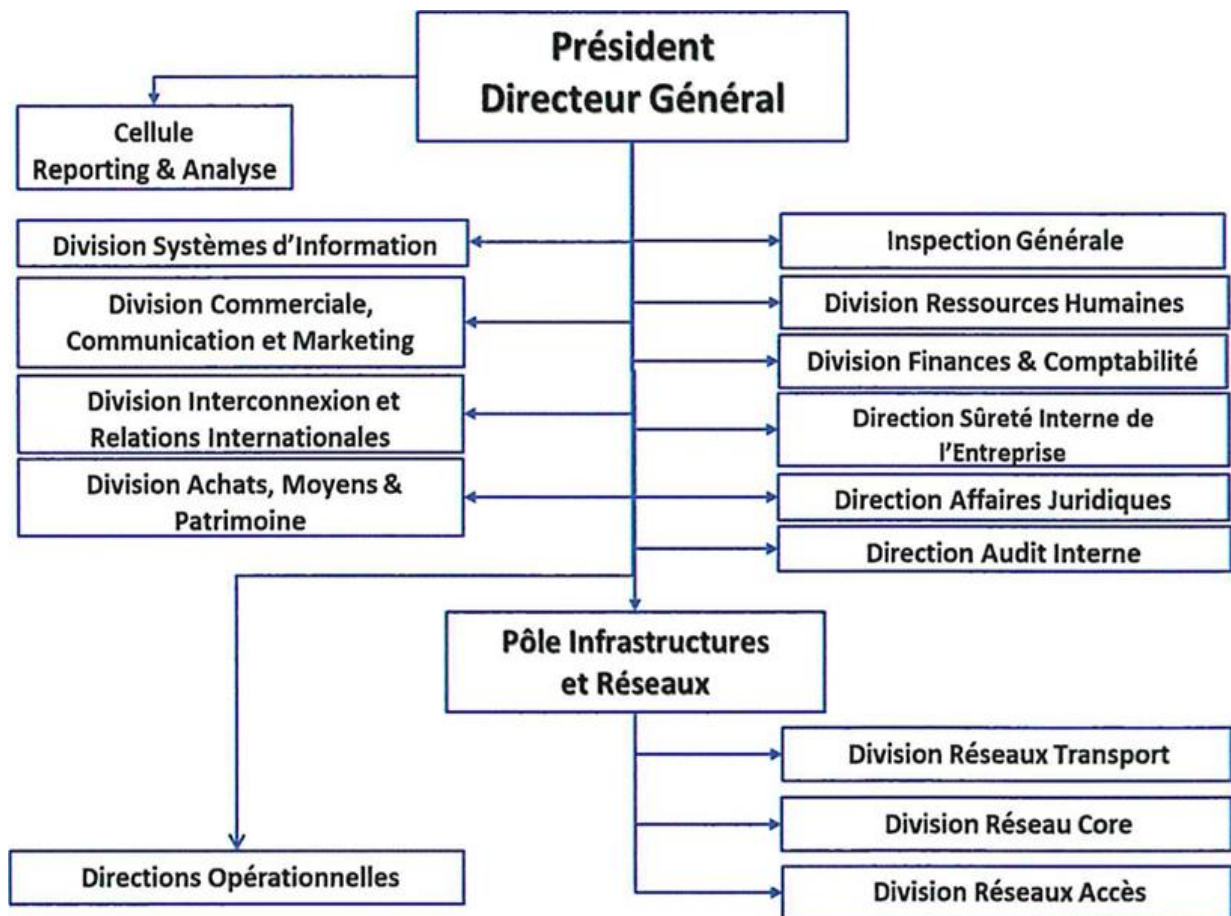 Président
Directeur Général
Cellule
Reporting & Analyse
Division Systèmes d'Information
Inspection Générale
Division Commerciale,
Communication et Marketing
Division Ressources Humaines
Division Finances & Comptabilité
Division Interconnexion et
Relations Internationales
Direction Sûreté Interne de
l'Entreprise
Division Achats, Moyens &
Patrimoine
Direction Affaires Juridiques
Direction Audit Interne
Pôle Infrastructures
et Réseaux
Division Réseaux Transport
Division Réseau Core
Directions Opérationnelles
Division Réseaux Accès